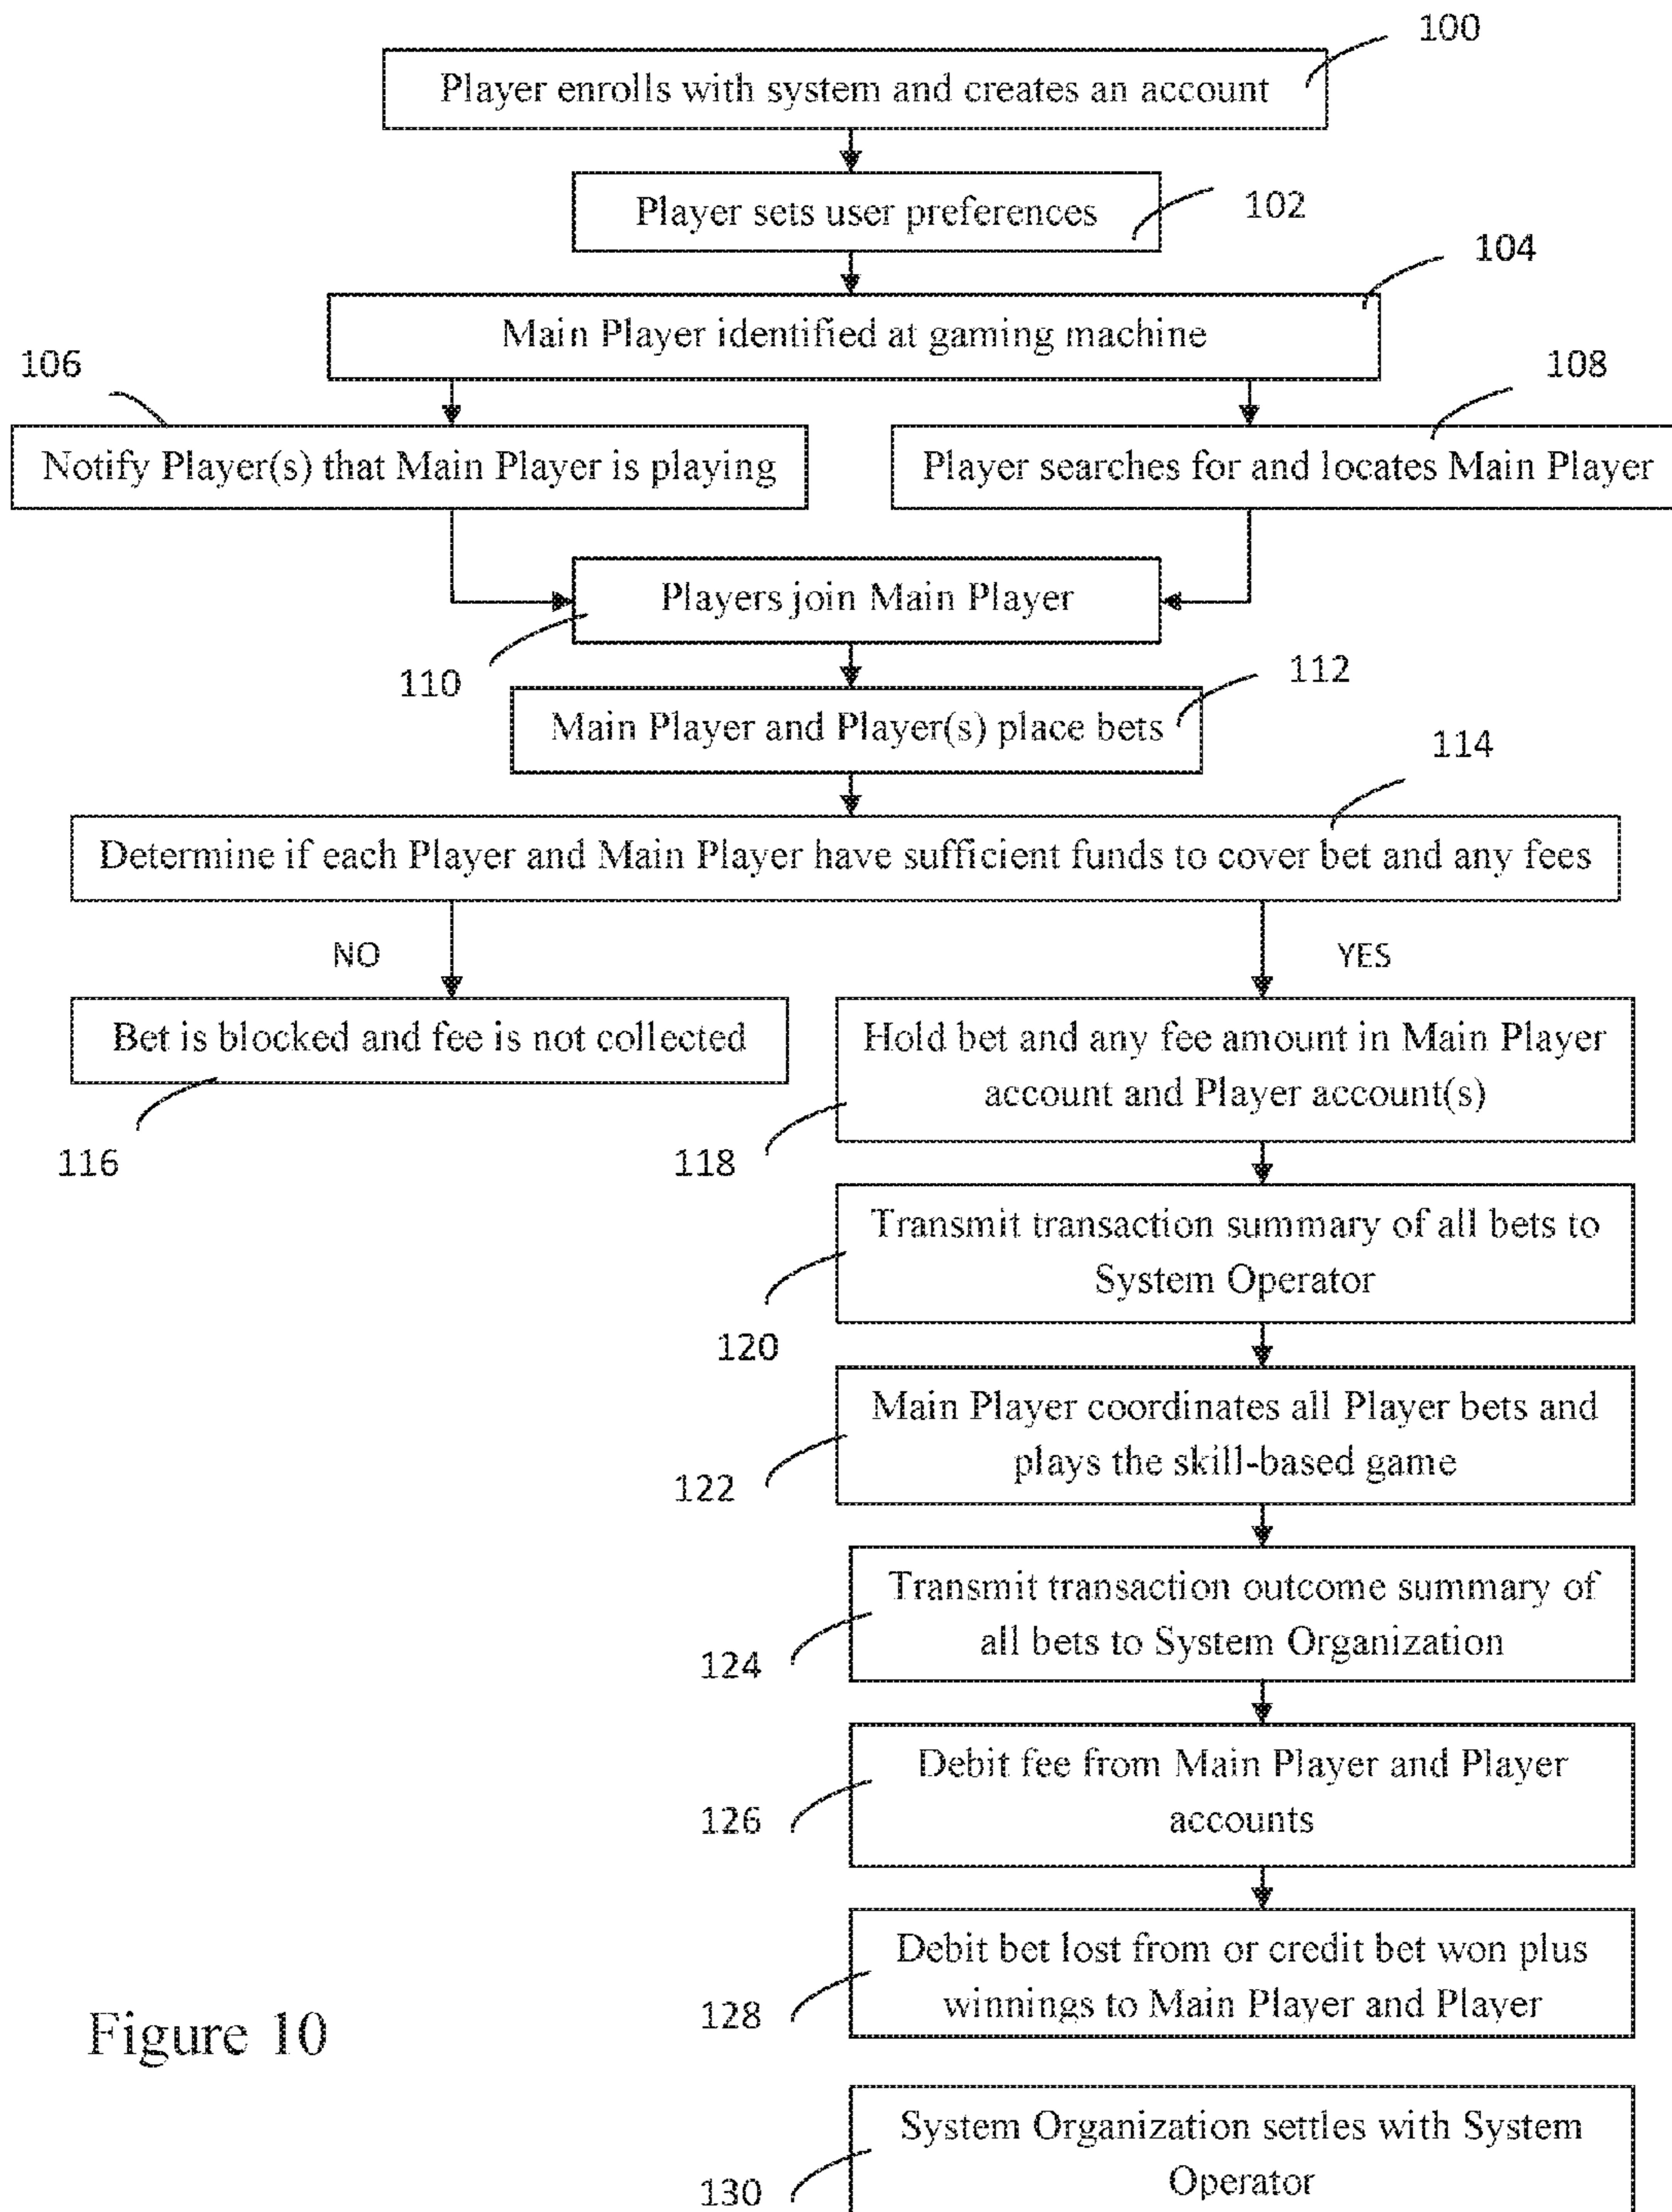 100
Player enrolls with system and creates an account
Player sets user preferences
102
104
Main Player identified at gaming machine
106
108
Notify Player(s) that Main Player is playing
Player searches for and locates Main Player
Players join Main Player
110
112
Main Player and Player(s) place bets
114
Determine if each Player and Main Player have sufficient funds to cover bet and any fees
NO
YES
Bet is blocked and fee is not collected
Hold bet and any fee amount in Main Player
account and Player account(s)
116
118
Transmit transaction summary of all bets to
System Operator
120
Main Player coordinates all Player bets and
plays the skill-based game
122
Transmit transaction outcome summary of
all bets to System Organization
124
Debit fee from Main Player and Player
accounts
126
Debit bet lost from or credit bet won plus
winnings to Main Player and Player
128
Figure 10
System Organization settles with System
Operator
130